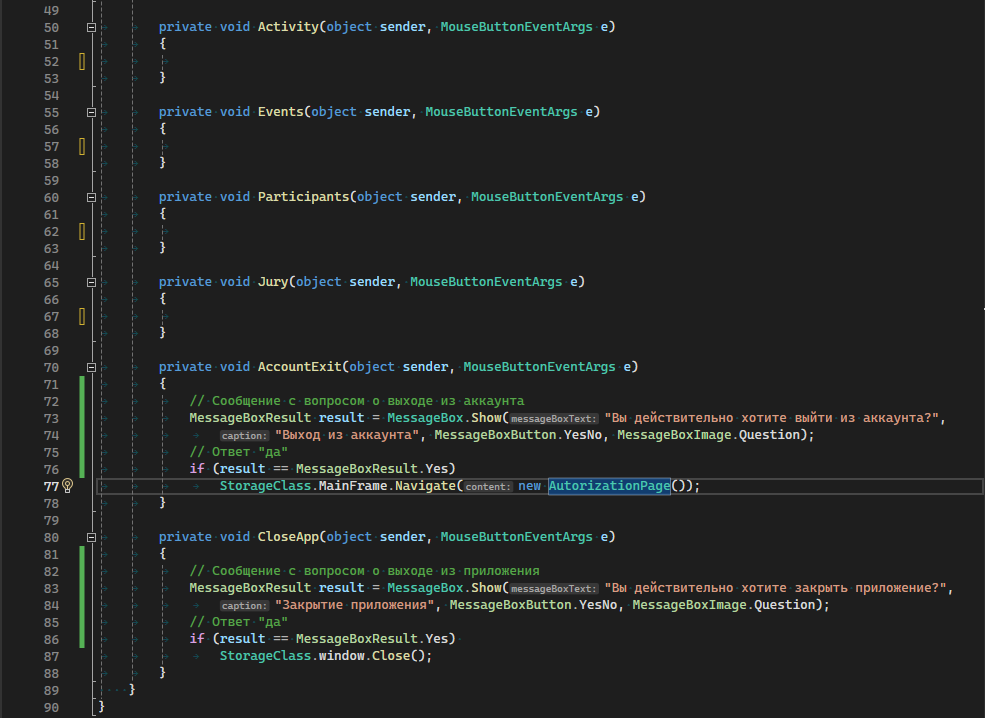 49
50 private void Activity(object sender, MouseButtonEventArgs e)
51 {
52
53 }
54
55 private void Events(object sender, MouseButtonEventArgs e)
56 {
57
58 }
59
60 private void Participants(object sender, MouseButtonEventArgs e)
61 {
62
63 }
64
65 private void Jury(object sender, MouseButtonEventArgs e)
66 {
67
68 }
69
70 private void AccountExit(object sender, MouseButtonEventArgs e)
71 {
72 // Сообщение с вопросом о выходе из аккаунта
73 MessageBoxResult result = MessageBox.Show(messageBoxText: "Вы действительно хотите выйти из аккаунта?",
74 caption: "Выход из аккаунта", MessageBoxButton.YesNo, MessageBoxImage.Question);
75 // Ответ "да"
76 if (result == MessageBoxResult.Yes)
77 StorageClass.MainFrame.Navigate(content: new AutorizationPage());
78 }
79
80 private void CloseApp(object sender, MouseButtonEventArgs e)
81 {
82 // Сообщение с вопросом о выходе из приложения
83 MessageBoxResult result = MessageBox.Show(messageBoxText: "Вы действительно хотите закрыть приложение?",
84 caption: "Закрытие приложения", MessageBoxButton.YesNo, MessageBoxImage.Question);
85 // Ответ "да"
86 if (result == MessageBoxResult.Yes)
87 StorageClass.window.Close();
88 }
89 }
90 }